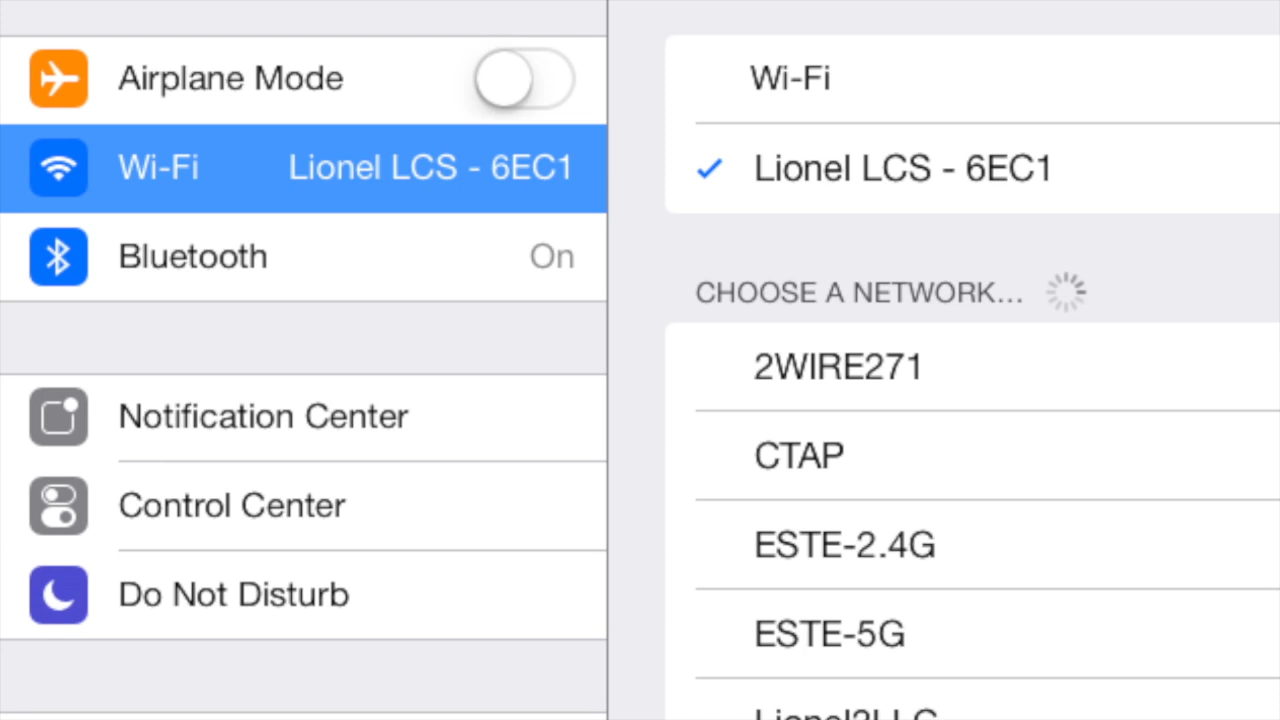 Airplane Mode
Wi-Fi Lionel LCS - 6EC1
Bluetooth On
Notification Center
Control Center
Do Not Disturb
Wi-Fi
Lionel LCS - 6EC1
CHOOSE A NETWORK...
2WIRE271
CTAP
ESTE-2.4G
ESTE-5G